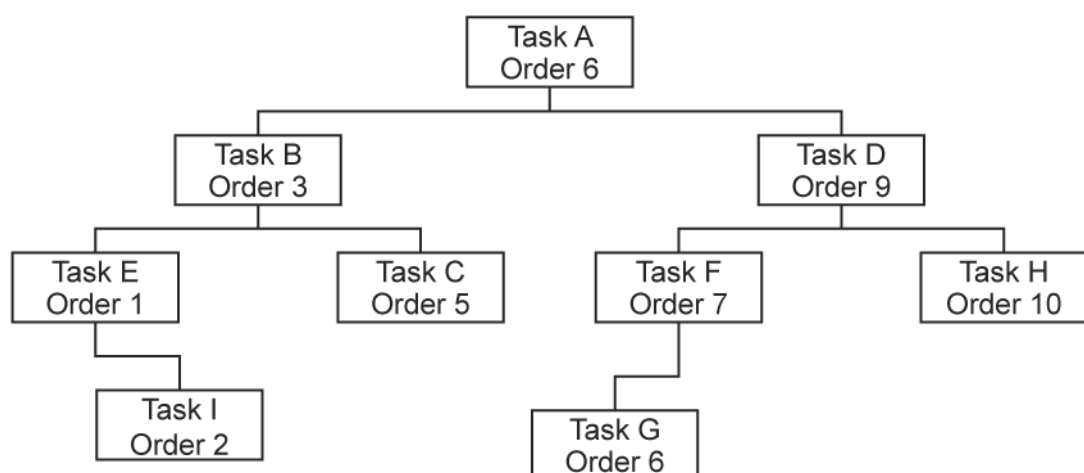 Task A
Order 6
Task B
Order 3
Task D
Order 9
Task E
Order 1
Task C
Order 5
Task F
Order 7
Task H
Order 10
Task I
Order 2
Task G
Order 6